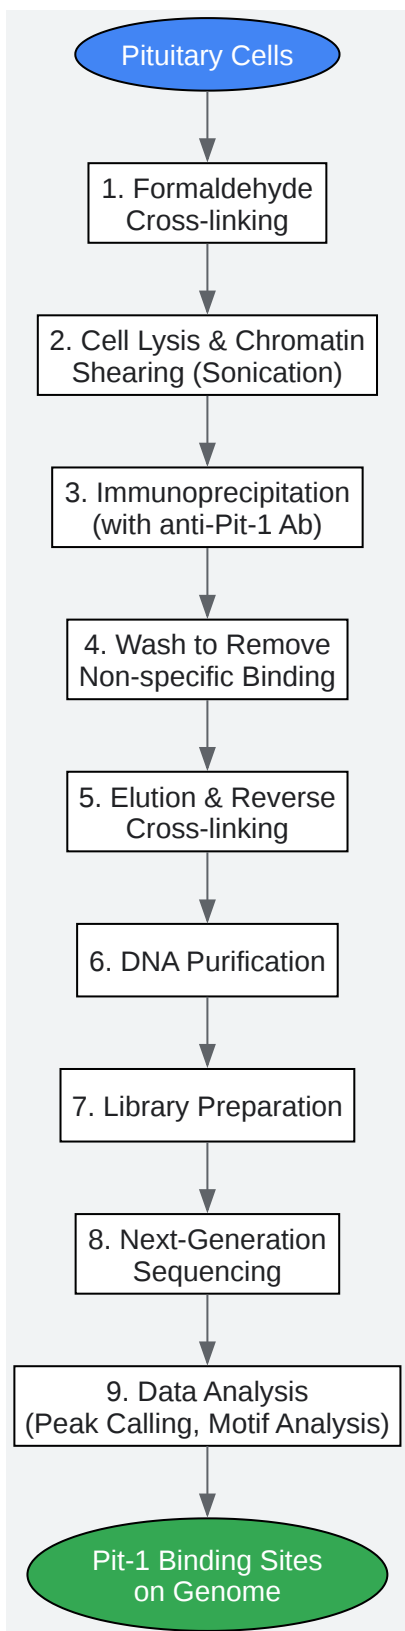 Pituitary Cells
1. Formaldehyde
Cross-linking
2. Cell Lysis & Chromatin
Shearing (Sonication)
3. Immunoprecipitation
(with anti-Pit-1 Ab)
4. Wash to Remove
Non-specific Binding
5. Elution & Reverse
Cross-linking
6. DNA Purification
7. Library Preparation
8. Next-Generation
Sequencing
9. Data Analysis
(Peak Calling, Motif Analysis)
Pit-1 Binding Sites
on Genome